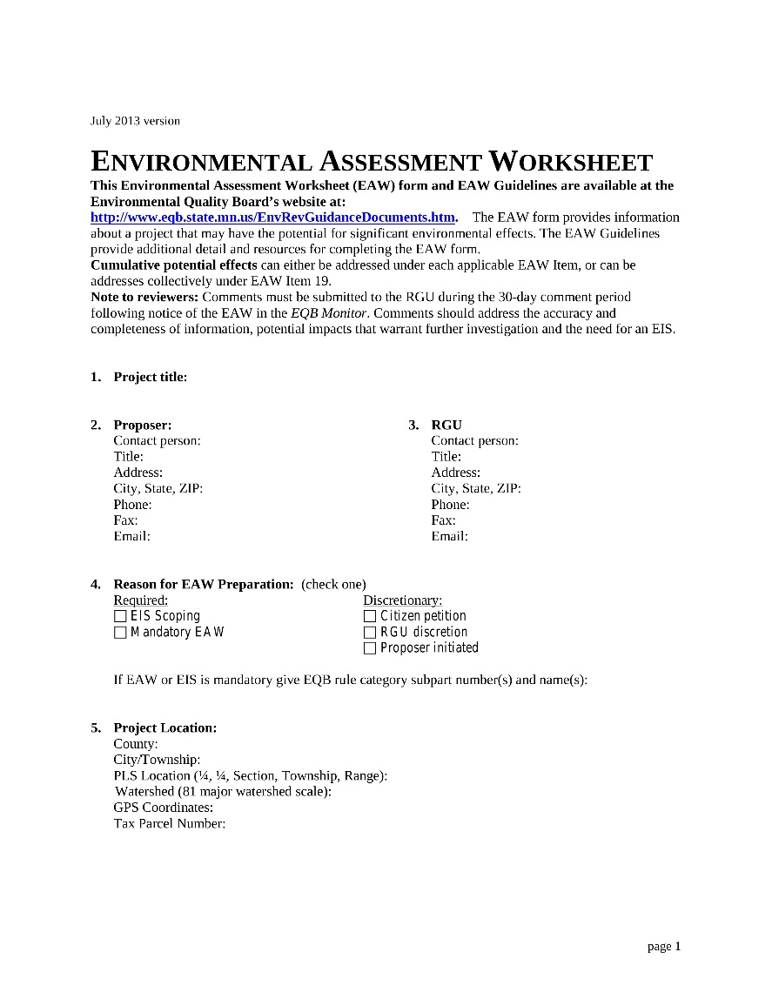 July 2013 version
ENVIRONMENTAL ASSESSMENT WORKSHEET
This Environmental Assessment Worksheet (EAW) form and EAW Guidelines are available at the
Environmental Quality Board’s website at:
http://www.eqb.state.mn.us/EnvRevGuidanceDocuments.htm. The EAW form provides information
about a project that may have the potential for significant environmental effects. The EAW Guidelines
provide additional detail and resources for completing the EAW form.
Cumulative potential effects can either be addressed under each applicable EAW Item, or can be
addresses collectively under EAW Item 19.
Note to reviewers: Comments must be submitted to the RGU during the 30-day comment period
following notice of the EAW in the EQB Monitor. Comments should address the accuracy and
completeness of information, potential impacts that warrant further investigation and the need for an EIS.
1. Project title:
2. Proposer:
Contact person:
Title:
Address:
City, State, ZIP:
Phone:
Fax:
Email:
3. RGU
Contact person:
Title:
Address:
City, State, ZIP:
Phone:
Fax:
Email:
4. Reason for EAW Preparation: (check one)
Required:
☐ EIS Scoping
☐ Mandatory EAW
Discretionary:
☐ Citizen petition
☐ RGU discretion
☐ Proposer initiated
If EAW or EIS is mandatory give EQB rule category subpart number(s) and name(s):
5. Project Location:
County:
City/Township:
PLS Location (¼, ¼, Section, Township, Range):
Watershed (81 major watershed scale):
GPS Coordinates:
Tax Parcel Number:
page 1